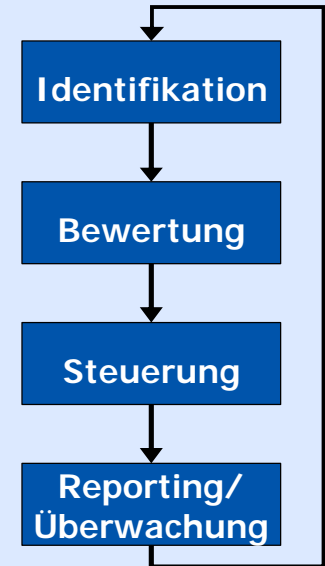 Identifikation
Bewertung
Steuerung
Reporting/
Überwachung